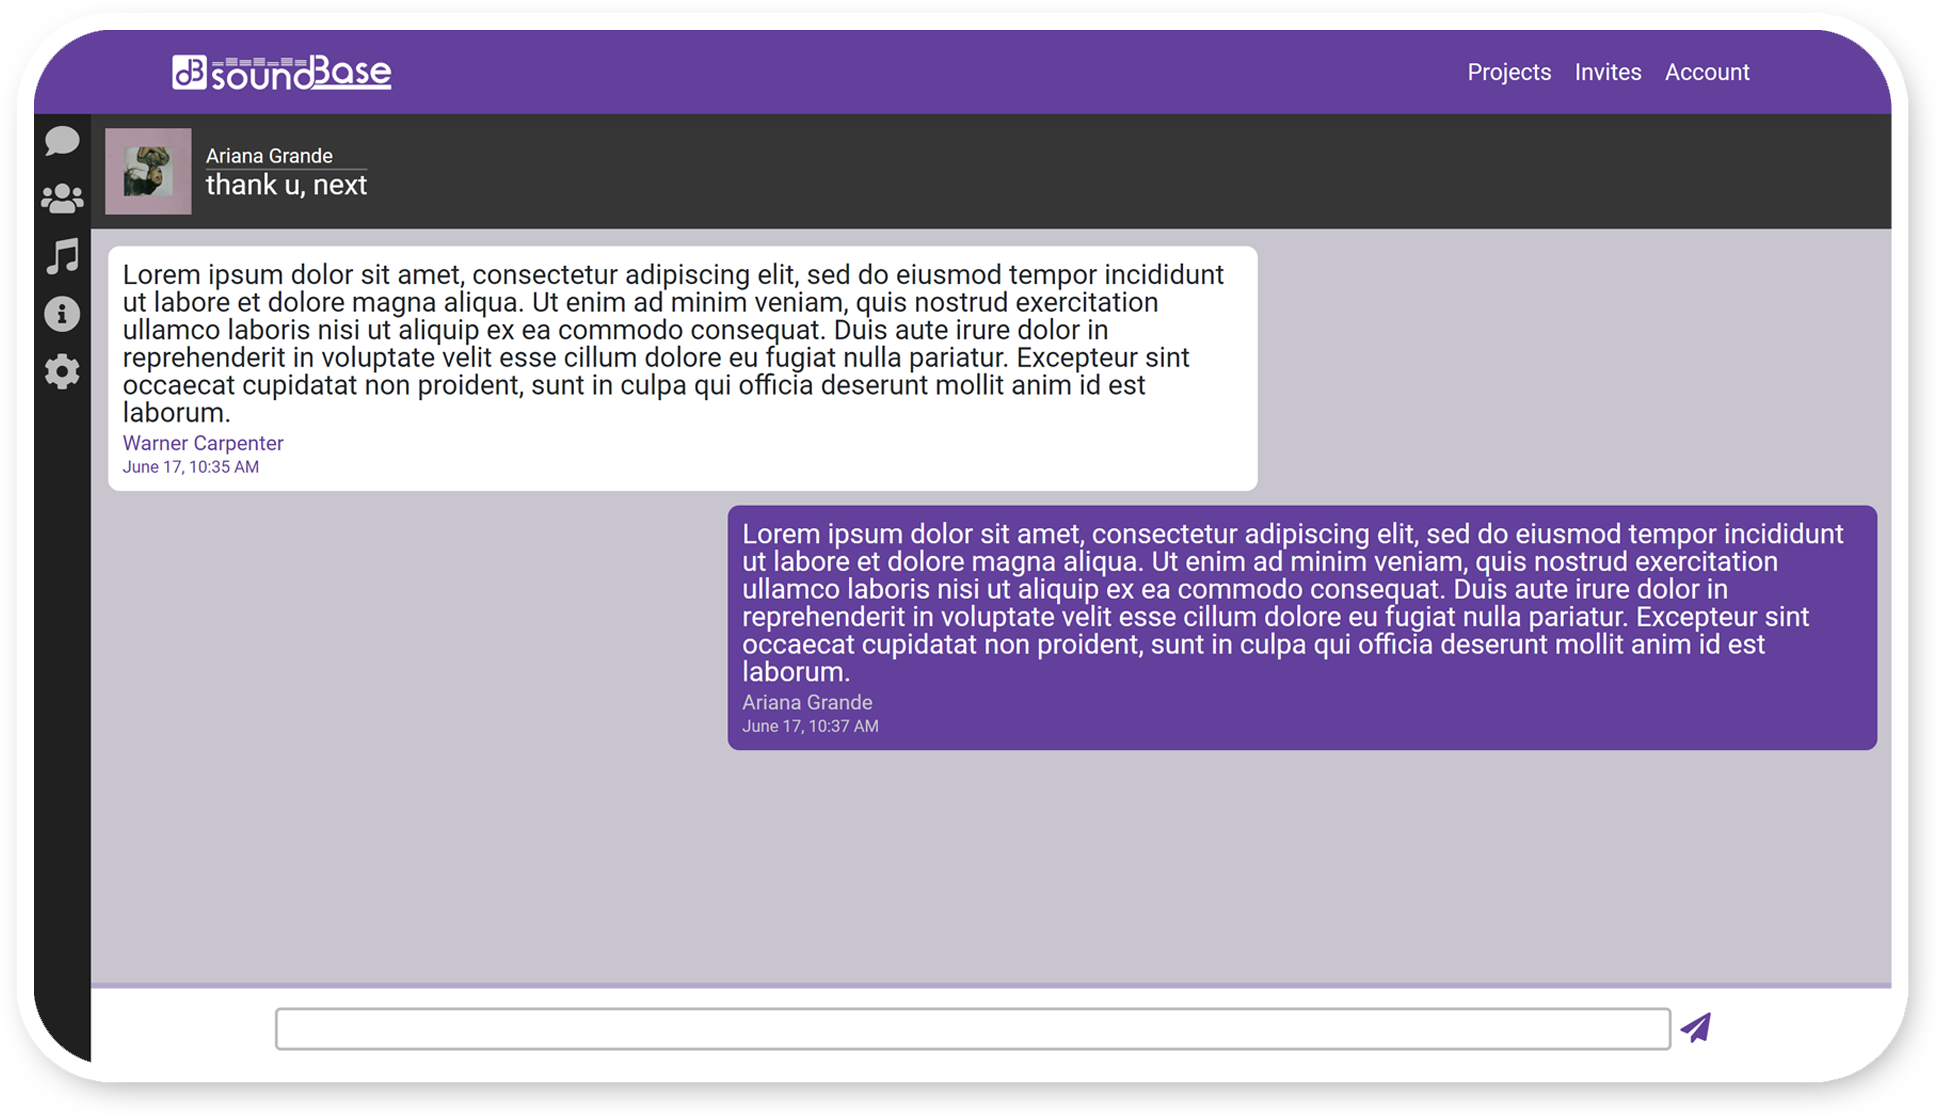 dB soundBase
Projects Invites Account
Ariana Grande
thank u, next
Lorem ipsum dolor sit amet, consectetur adipiscing elit, sed do eiusmod tempor incididunt
ut labore et dolore magna aliqua. Ut enim ad minim veniam, quis nostrud exercitation
ullamco laboris nisi ut aliquip ex ea commodo consequat. Duis aute irure dolor in
reprehenderit in voluptate velit esse cillum dolore eu fugiat nulla pariatur. Excepteur sint
occaecat cupidatat non proident, sunt in culpa qui officia deserunt mollit anim id est
laborum.
Warner Carpenter
June 17, 10:35 AM
Lorem ipsum dolor sit amet, consectetur adipiscing elit, sed do eiusmod tempor incididunt
ut labore et dolore magna aliqua. Ut enim ad minim veniam, quis nostrud exercitation
ullamco laboris nisi ut aliquip ex ea commodo consequat. Duis aute irure dolor in
reprehenderit in voluptate velit esse cillum dolore eu fugiat nulla pariatur. Excepteur sint
occaecat cupidatat non proident, sunt in culpa qui officia deserunt mollit anim id est
laborum.
Ariana Grande
June 17, 10:37 AM